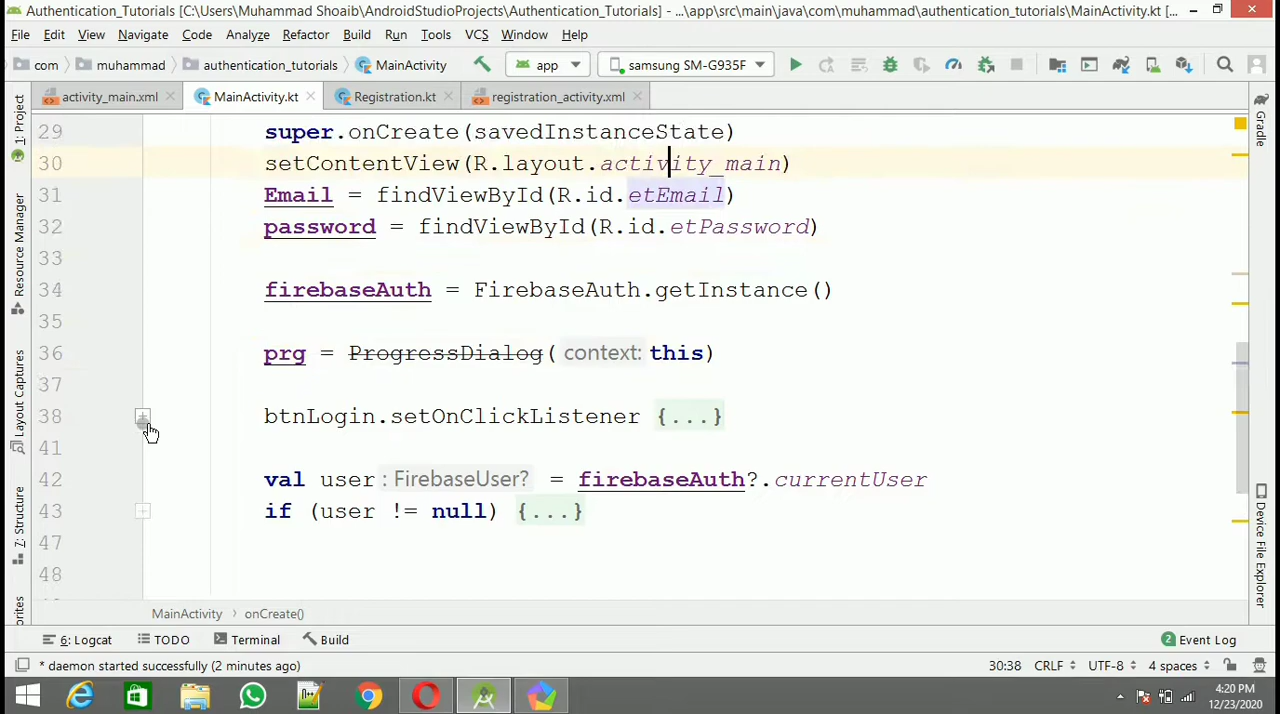 Authentication_Tutorials [C:\Users\Muhammad Shoaib\AndroidStudioProjects\Authentication_Tutorials] - ...\app\src\main\java\com\muhammad\authentication_tutorials\MainActivity.kt [...
File Edit View Navigate Code Analyze Refactor Build Run Tools VCS Window Help
com muhammad authentication_tutorials MainActivity app samsung SM-G935F
activity_main.xml MainActivity.kt Registration.kt registration_activity.xml
1: Project
Resource Manager
Layout Captures
Z: Structure
29 super.onCreate(savedInstanceState)
30 setContentView(R.layout.activity_main)
31 Email = findViewById(R.id.etEmail)
32 password = findViewById(R.id.etPassword)
33
34 firebaseAuth = FirebaseAuth.getInstance()
35
36 prg = ProgressDialog( context: this)
37
38 btnLogin.setOnClickListener {...}
41
42 val user : FirebaseUser? = firebaseAuth?.currentUser
43 if (user != null) {...}
47
48
Gradle
Device File Explorer
MainActivity > onCreate()
6: Logcat TODO Terminal Build 2 Event Log
* daemon started successfully (2 minutes ago) 30:38 CRLF UTF-8 4 spaces
4:20 PM
12/23/2020